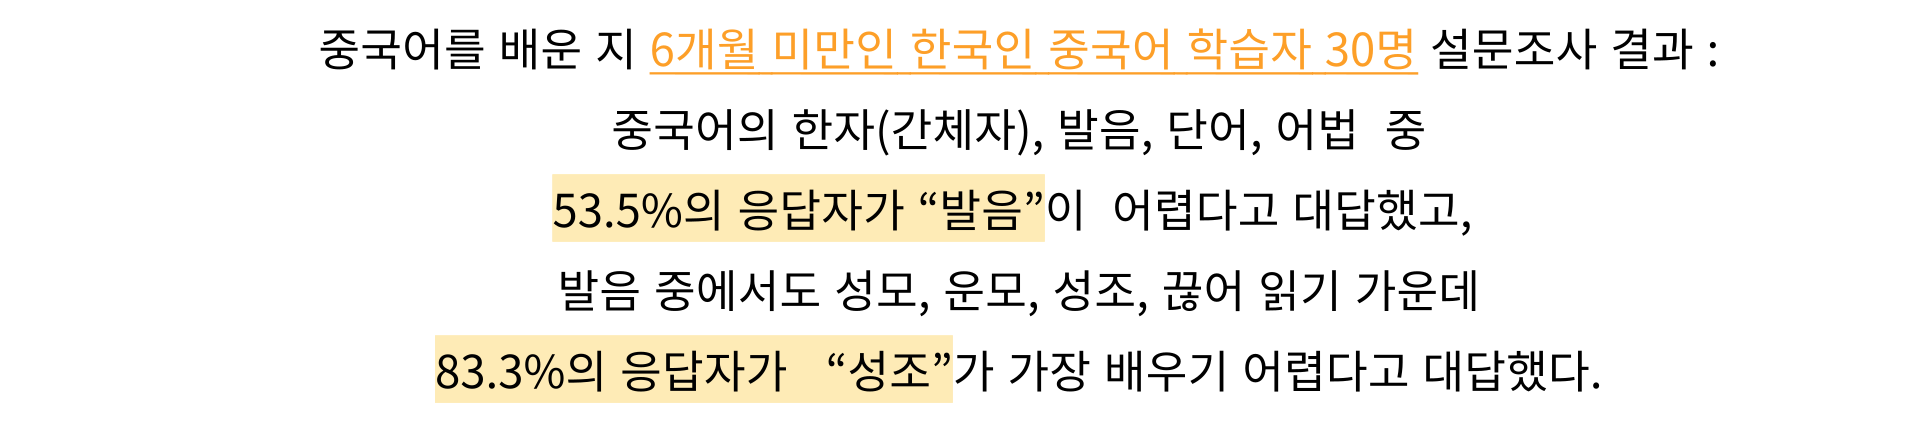 중국어를 배운 지 6개월 미만인 한국인 중국어 학습자 30명 설문조사 결과 :
중국어의 한자(간체자), 발음, 단어, 어법 중
53.5%의 응답자가 “발음”이 어렵다고 대답했고,
발음 중에서도 성모, 운모, 성조, 끊어 읽기 가운데
83.3%의 응답자가 “성조”가 가장 배우기 어렵다고 대답했다.